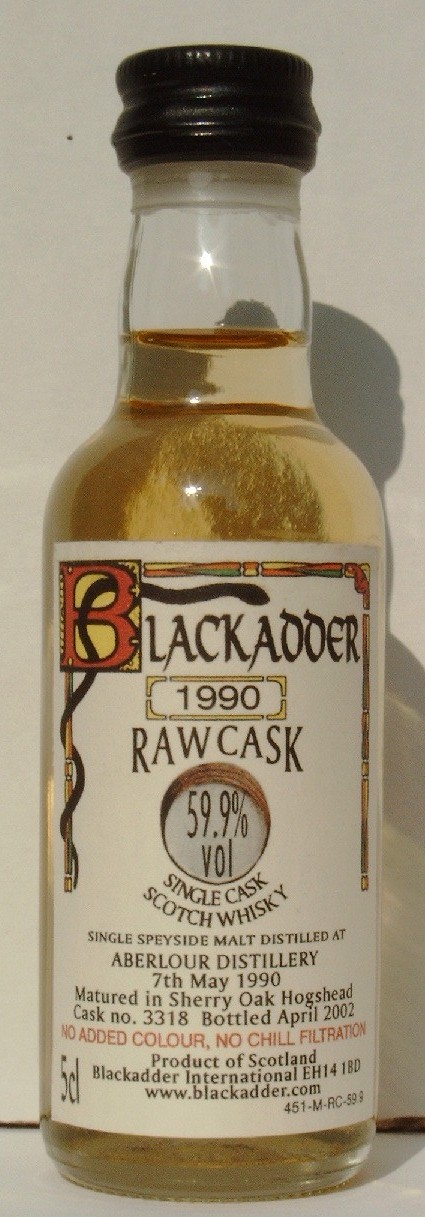 BLACKADDER
1990
RAW CASK
59.9%
vol
SINGLE CASK
SCOTCH WHISKY
SINGLE SPEYSIDE MALT DISTILLED AT
ABERLOUR DISTILLERY
7th May 1990
Matured in Sherry Oak Hogshead
Cask no. 3318 Bottled April 2002
NO ADDED COLOUR, NO CHILL FILTRATION
5cl
Product of Scotland
Blackadder International EH14 1BD
www.blackadder.com
451-M-RC-59.9